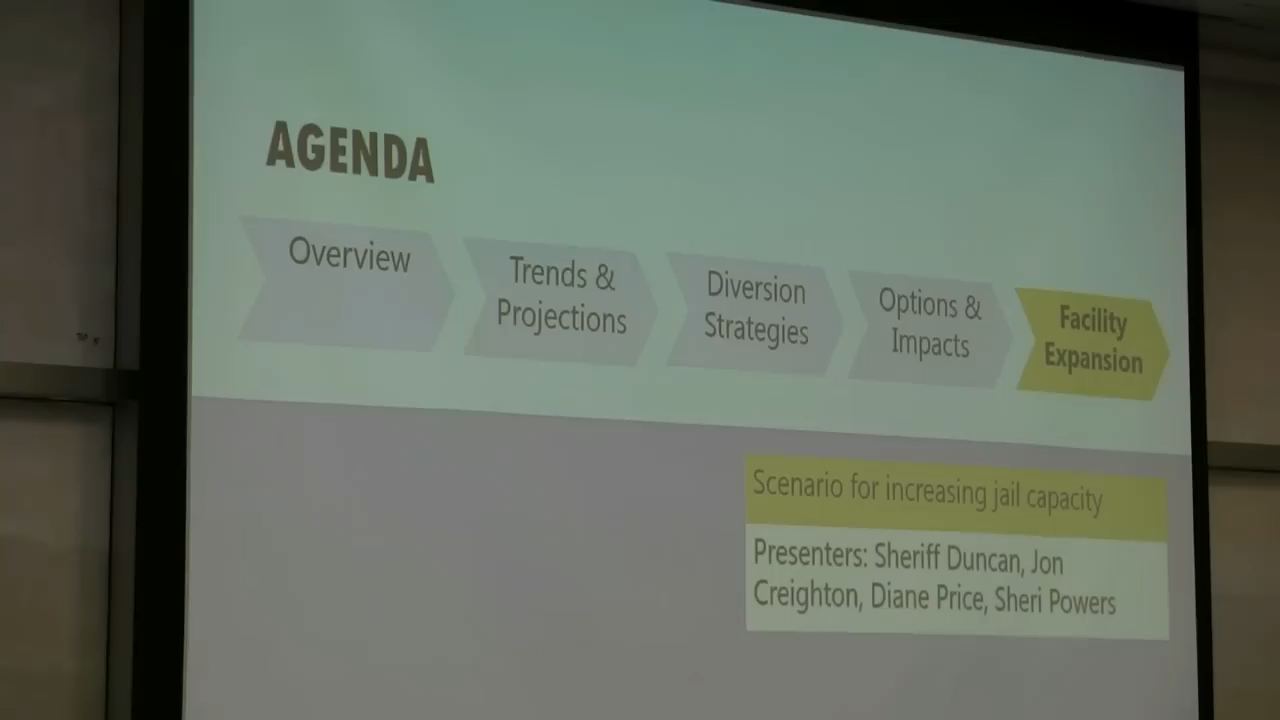 AGENDA
Overview
Trends &
Projections
Diversion
Strategies
Options &
Impacts
Facility
Expansion
Scenario for increasing jail capacity
Presenters: Sheriff Duncan, Jon
Creighton, Diane Price, Sheri Powers